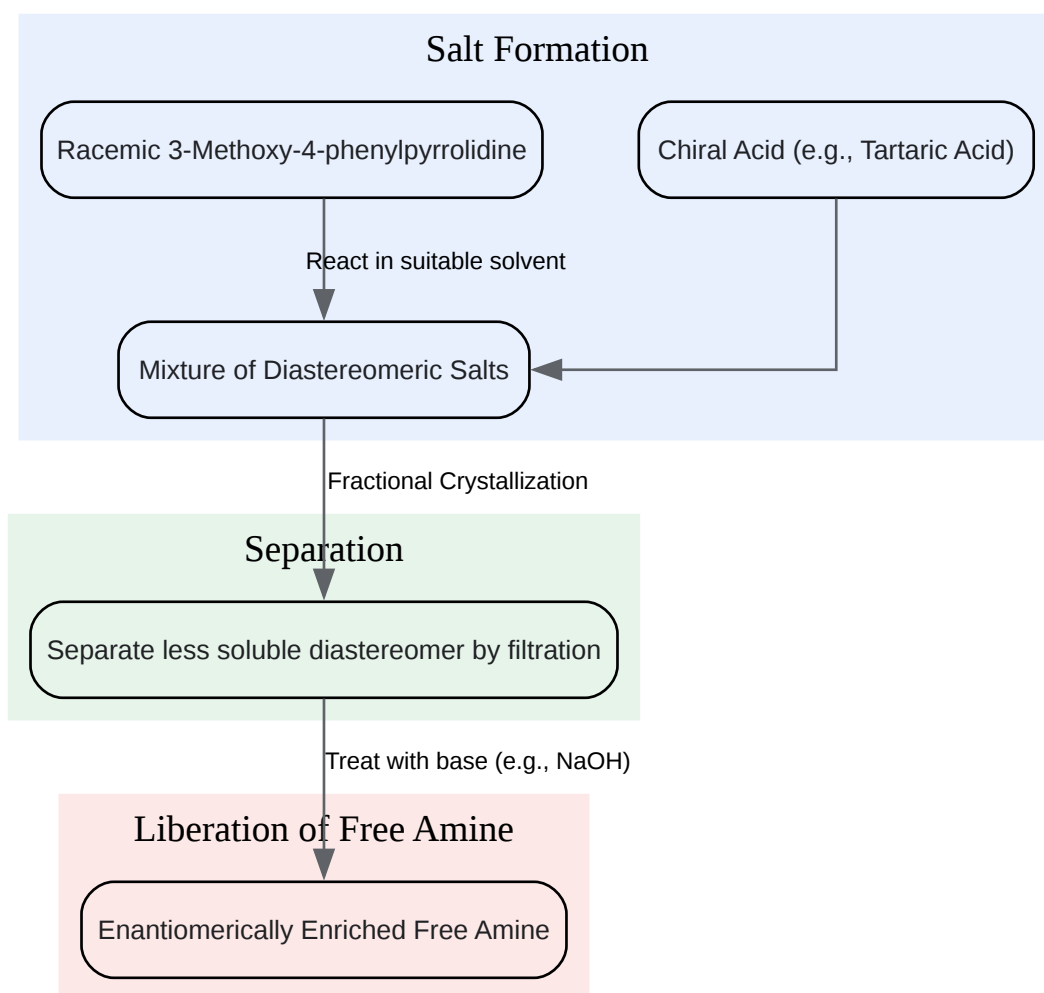 Salt Formation
Racemic 3-Methoxy-4-phenylpyrrolidine
Chiral Acid (e.g., Tartaric Acid)
React in suitable solvent
Mixture of Diastereomeric Salts
Fractional Crystallization
Separation
Separate less soluble diastereomer by filtration
Treat with base (e.g., NaOH)
Liberation of Free Amine
Enantiomerically Enriched Free Amine